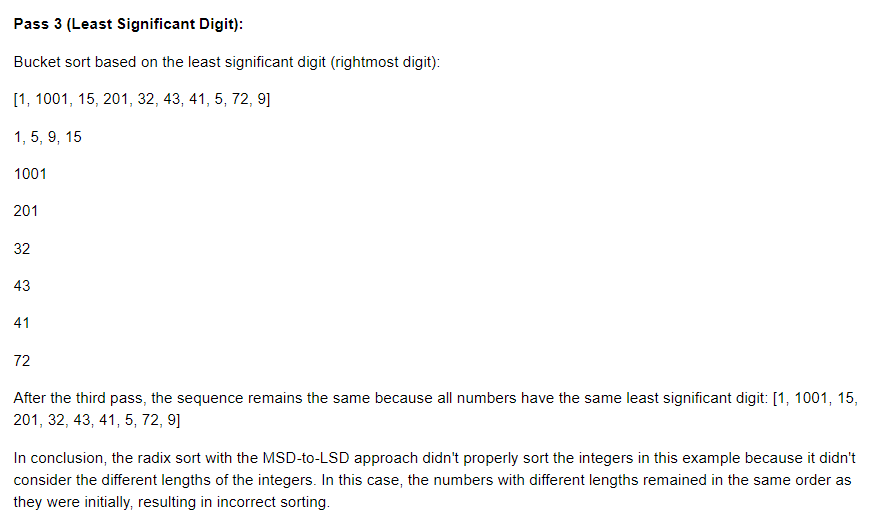 Pass 3 (Least Significant Digit):
Bucket sort based on the least significant digit (rightmost digit):
[1, 1001, 15, 201, 32, 43, 41, 5, 72, 9]
1, 5, 9, 15
1001
201
32
43
41
72
After the third pass, the sequence remains the same because all numbers have the same least significant digit: [1, 1001, 15,
201, 32, 43, 41, 5, 72, 9]
In conclusion, the radix sort with the MSD-to-LSD approach didn't properly sort the integers in this example because it didn't
consider the different lengths of the integers. In this case, the numbers with different lengths remained in the same order as
they were initially, resulting in incorrect sorting.